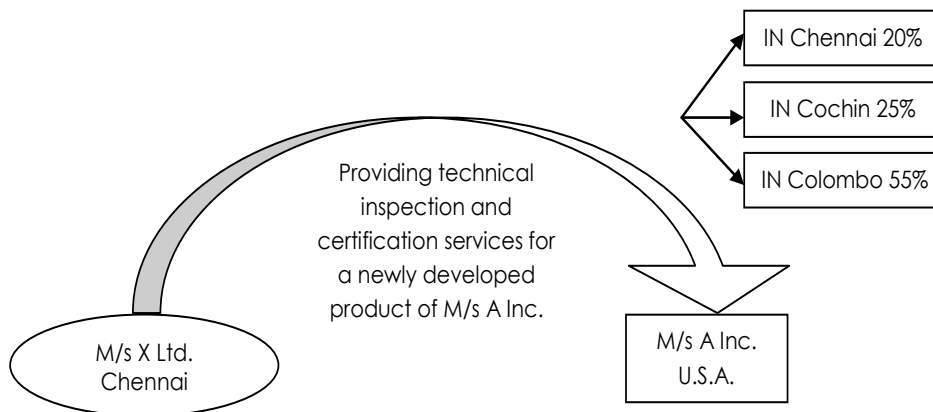 IN Chennai 20%
IN Cochin 25%
IN Colombo 55%
Providing technical
inspection and
certification services for
a newly developed
product of M/s A Inc.
M/s X Ltd.
Chennai
M/s A Inc.
U.S.A.